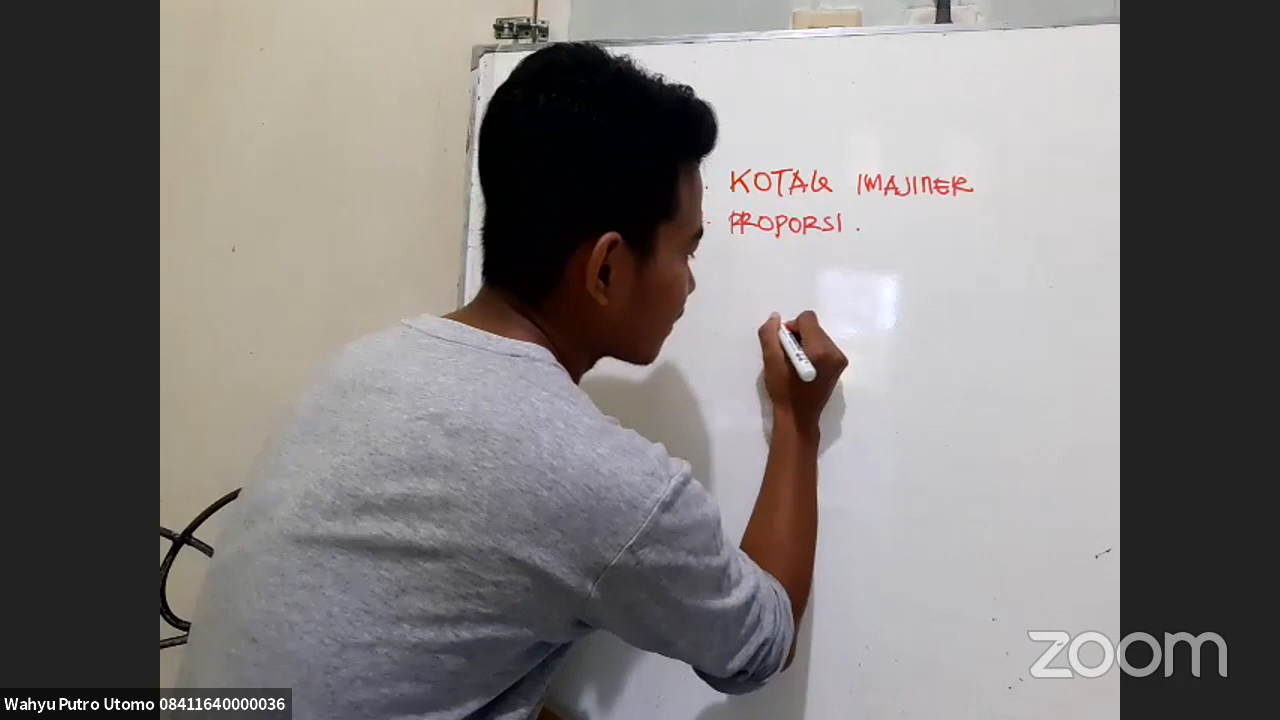 · KOTAK IMAJINER
· PROPORSI.
zoom
Wahyu Putro Utomo 08411640000036